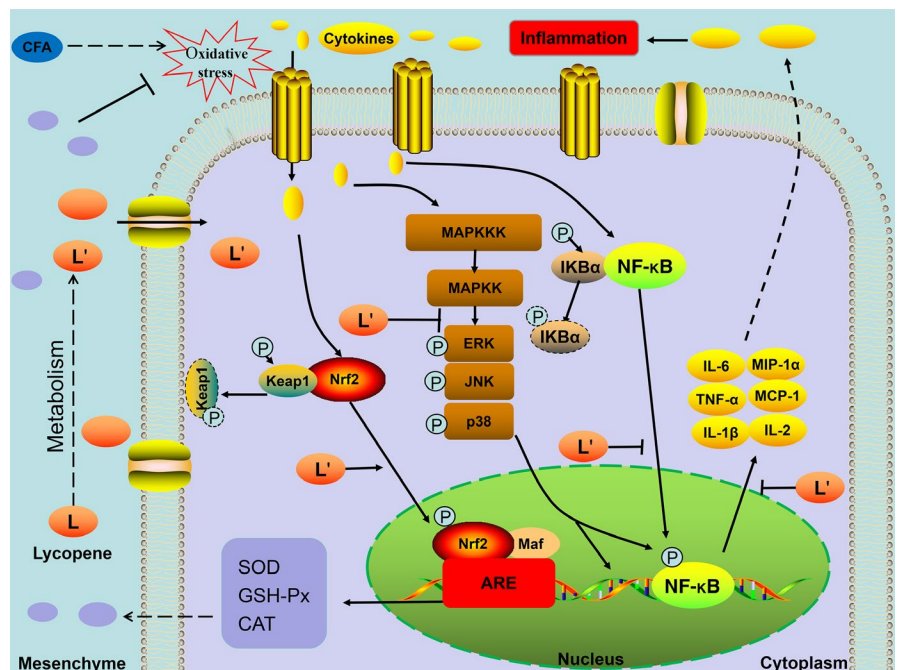 CFA
Oxidative
stress
Cytokines
Inflammation
L'
L'
Metabolism
L
Lycopene
MAPKKK
MAPKK
L'
P
ERK
P
JNK
P
p38
P
IKBα
NF-κB
P
IKBα
P
Keap1
Nrf2
Keap1
P
L'
L'
L'
IL-6
MIP-1α
TNF-α
MCP-1
IL-1β
IL-2
P
Nrf2
Maf
ARE
P
NF-κB
SOD
GSH-Px
CAT
Mesenchyme
Nucleus
Cytoplasm